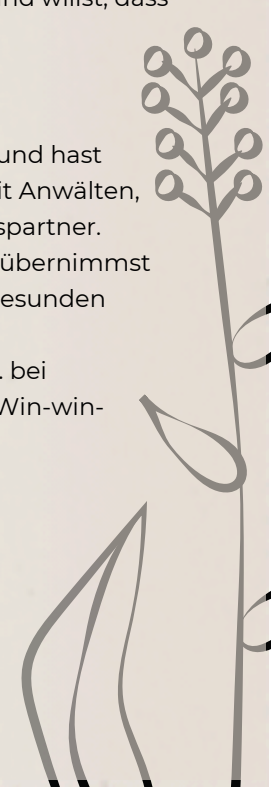 und willst, dass
und hast
it Anwälten,
spartner.
übernimmst
esunden
. bei
Win-win-